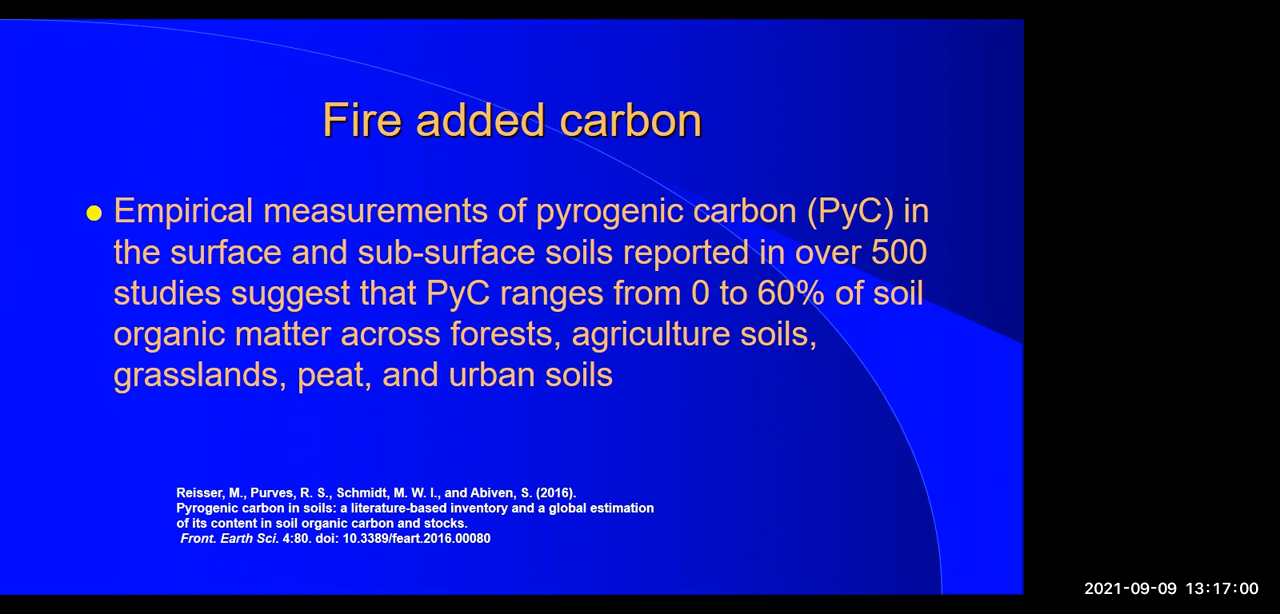 Fire added carbon
Empirical measurements of pyrogenic carbon (PyC) in
the surface and sub-surface soils reported in over 500
studies suggest that PyC ranges from 0 to 60% of soil
organic matter across forests, agriculture soils,
grasslands, peat, and urban soils
Reisser, M., Purves, R. S., Schmidt, M. W. I., and Abiven, S. (2016).
Pyrogenic carbon in soils: a literature-based inventory and a global estimation
of its content in soil organic carbon and stocks.
Front. Earth Sci. 4:80. doi: 10.3389/feart.2016.00080
2021-09-09 13:17:00